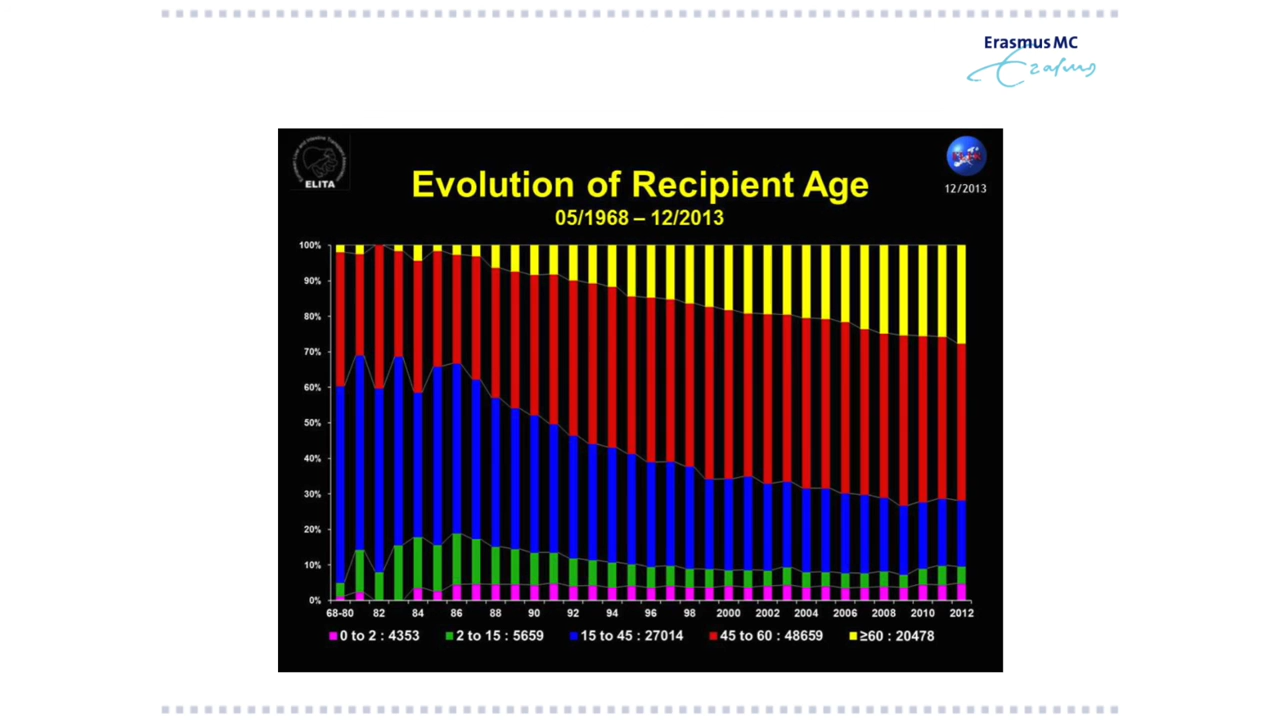 Erasmus MC
Erasmus
ELITA
12/2013
Evolution of Recipient Age
05/1968 – 12/2013
100%
90%
80%
70%
60%
50%
40%
30%
20%
10%
0%
68-80 82 84 86 88 90 92 94 96 98 2000 2002 2004 2006 2008 2010 2012
0 to 2 : 4353 2 to 15 : 5659 15 to 45 : 27014 45 to 60 : 48659 ≥60 : 20478